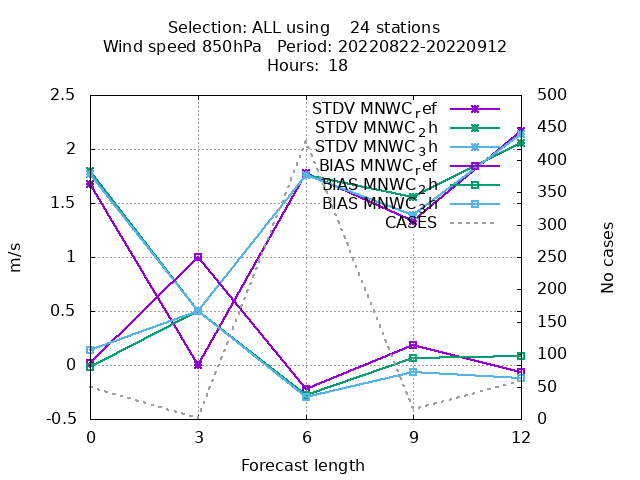 Selection: ALL using    24 stations
Wind speed 850hPa   Period: 20220822-20220912
Hours:  18
2.5
2
1.5
1
0.5
0
-0.5
m/s
500
450
400
350
300
250
200
150
100
50
0
No cases
STDV MNWC_ref
STDV MNWC_2h
STDV MNWC_3h
BIAS MNWC_ref
BIAS MNWC_2h
BIAS MNWC_3h
CASES
0 3 6 9 12
Forecast length